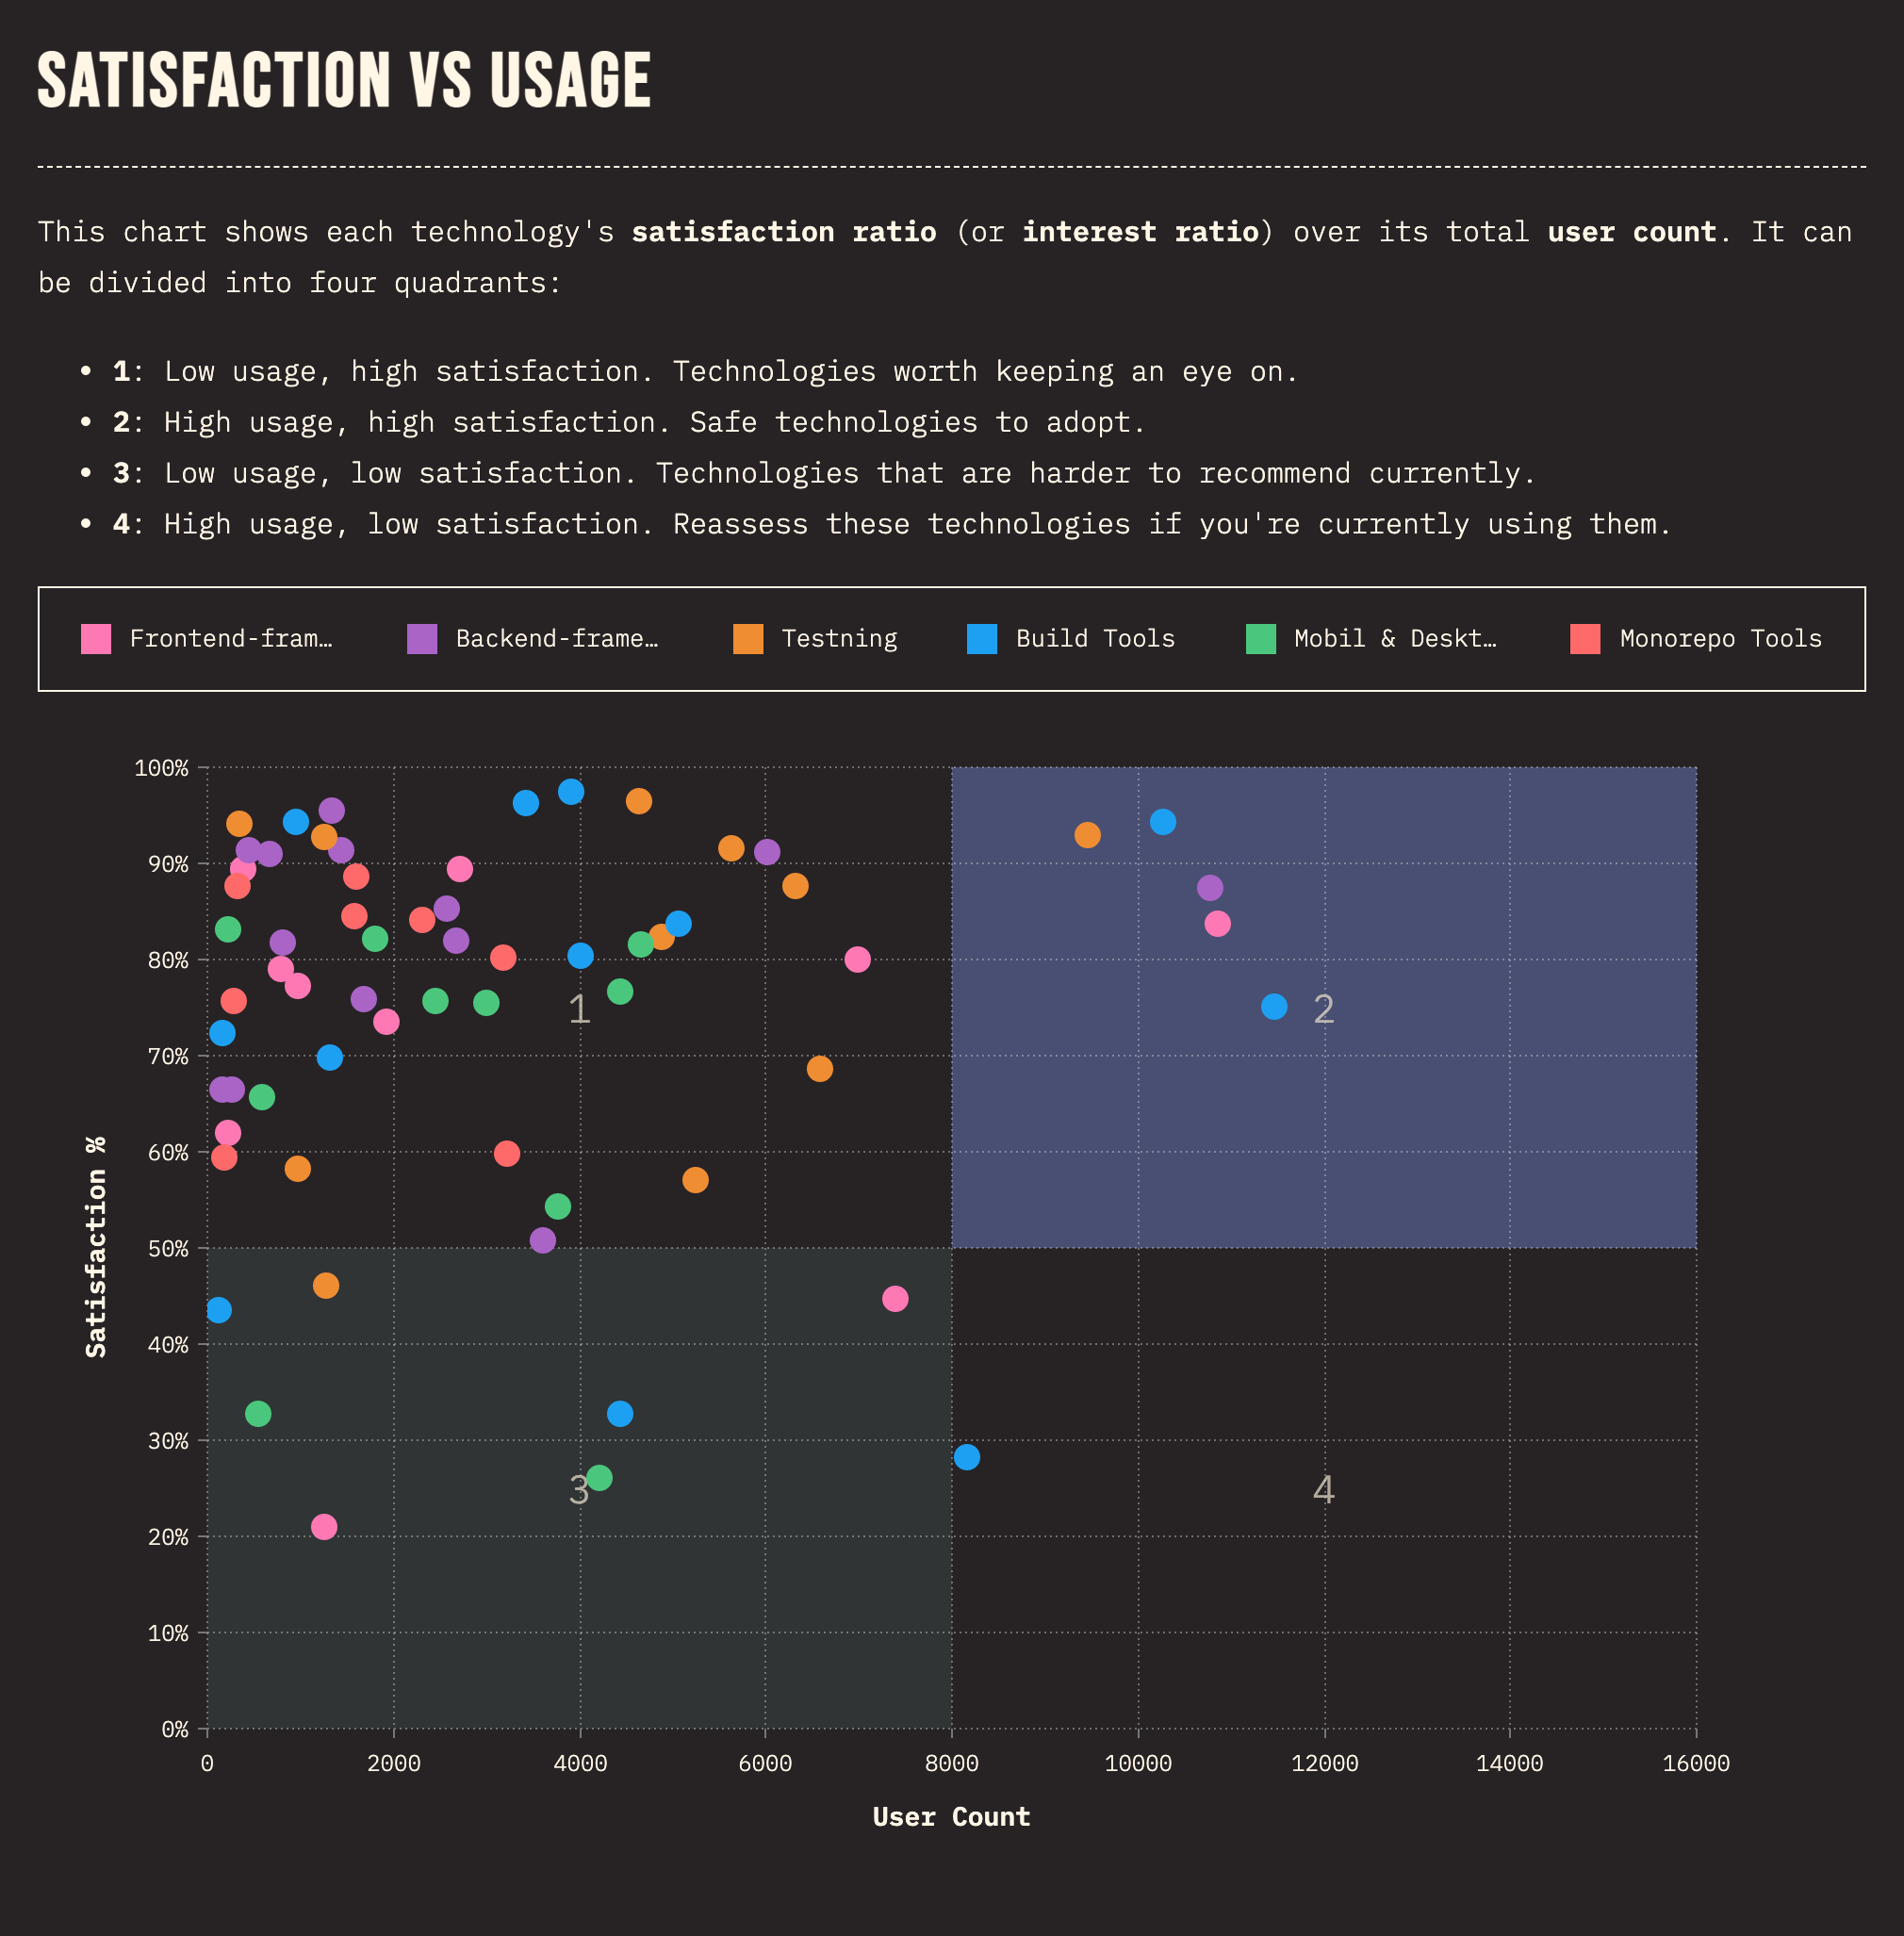 SATISFACTION VS USAGE
This chart shows each technology's satisfaction ratio (or interest ratio) over its total user count. It can
be divided into four quadrants:
• 1: Low usage, high satisfaction. Technologies worth keeping an eye on.
• 2: High usage, high satisfaction. Safe technologies to adopt.
• 3: Low usage, low satisfaction. Technologies that are harder to recommend currently.
• 4: High usage, low satisfaction. Reassess these technologies if you're currently using them.
Frontend-fram… Backend-frame… Testning Build Tools Mobil & Deskt… Monorepo Tools
100%
90%
80%
70%
60%
50%
40%
30%
20%
10%
0%
Satisfaction %
1
2
3
4
0 2000 4000 6000 8000 10000 12000 14000 16000
User Count